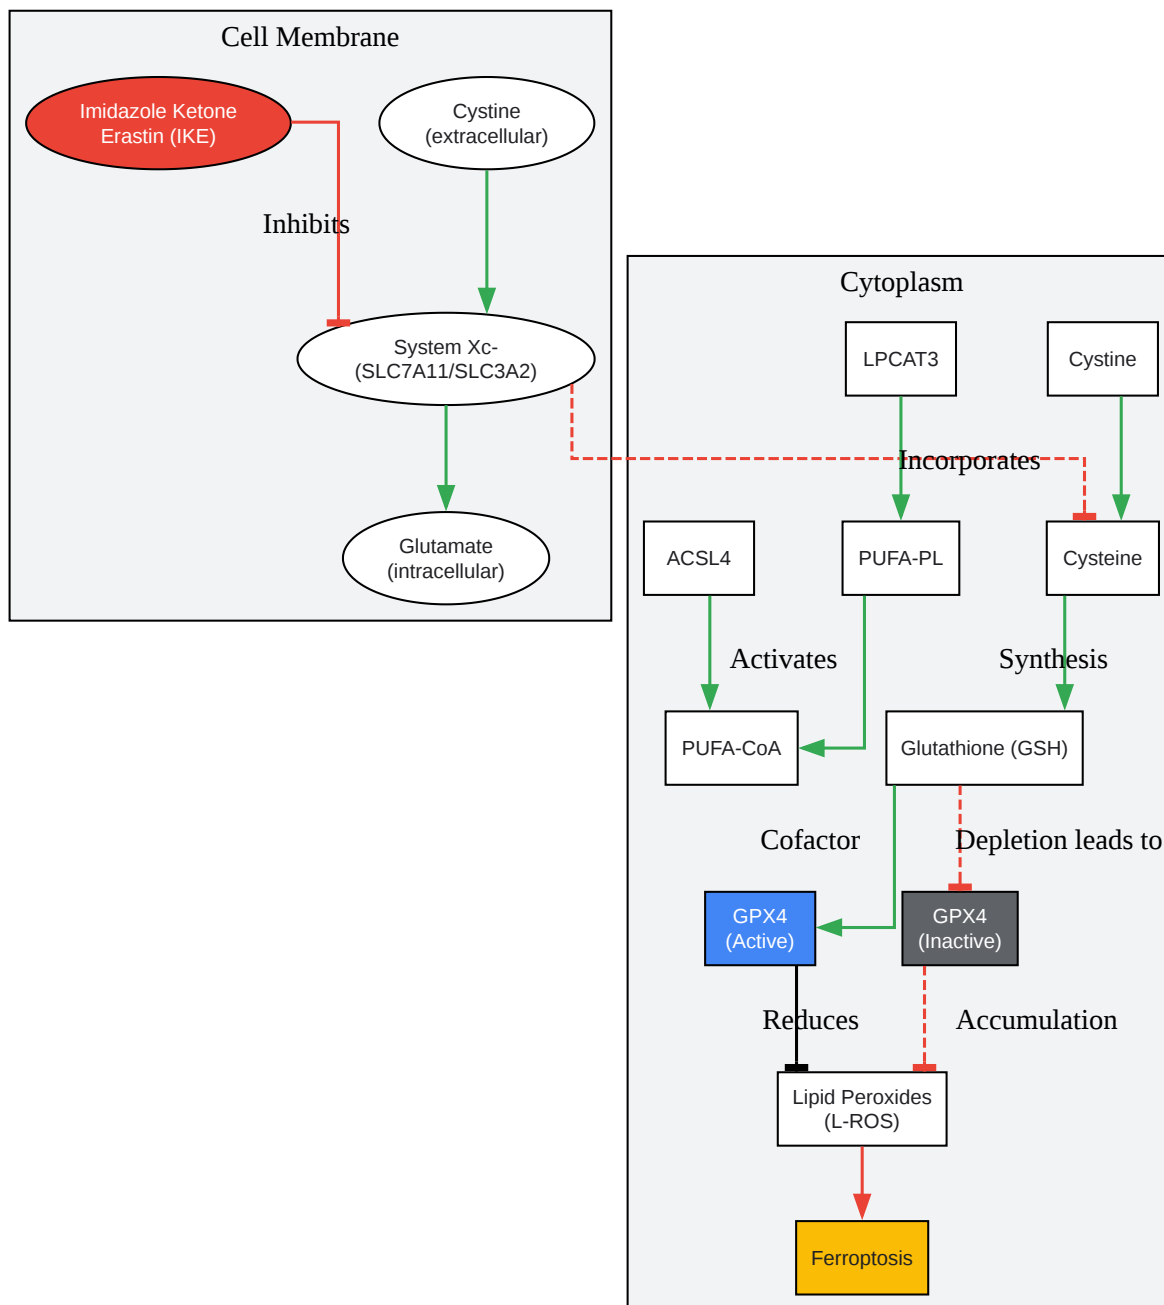 Cell Membrane
Imidazole Ketone
Erastin (IKE)
Cystine
(extracellular)
Inhibits
System Xc-
(SLC7A11/SLC3A2)
Glutamate
(intracellular)
Cytoplasm
LPCAT3
Cystine
Incorporates
ACSL4
PUFA-PL
Cysteine
Activates
Synthesis
PUFA-CoA
Glutathione (GSH)
Cofactor
Depletion leads to
GPX4
(Active)
GPX4
(Inactive)
Reduces
Accumulation
Lipid Peroxides
(L-ROS)
Ferroptosis